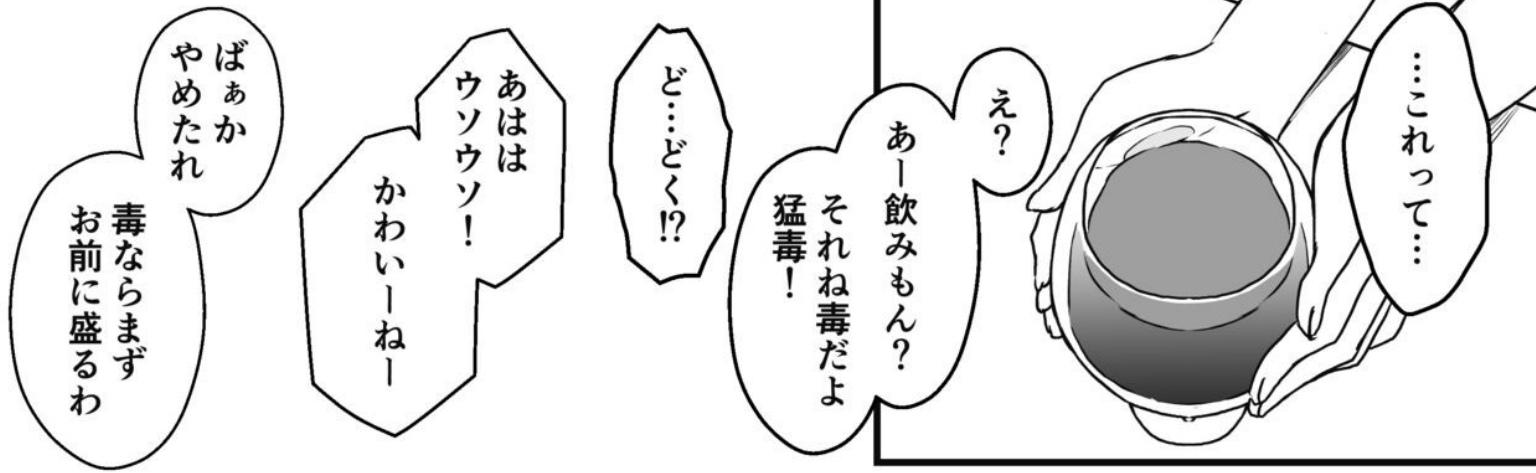 …これって…
え？
あー飲みもん？
それね毒だよ
猛毒！
ど…どく⁉
あはは
ウソウソ！
かわいーねー
ばぁか
やめたれ
毒ならまず
お前に盛るわ